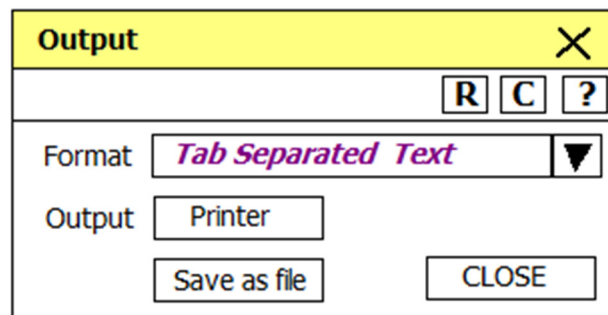 Output
R C ?
Format Tab Separated Text
Output Printer
Save as file CLOSE